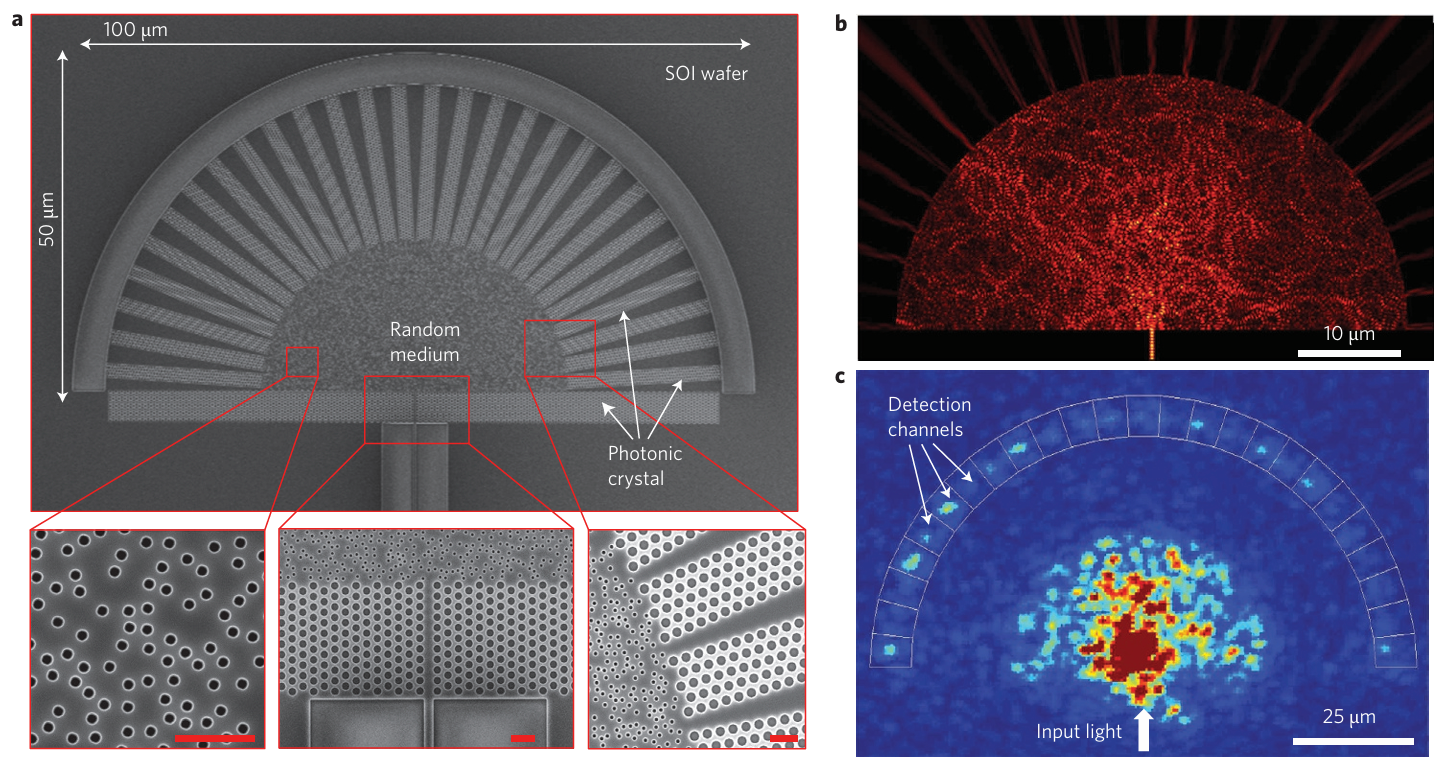 a
100 µm
SOI wafer
50 µm
Random
medium
Photonic
crystal
b
10 µm
c
Detection
channels
Input light
25 µm